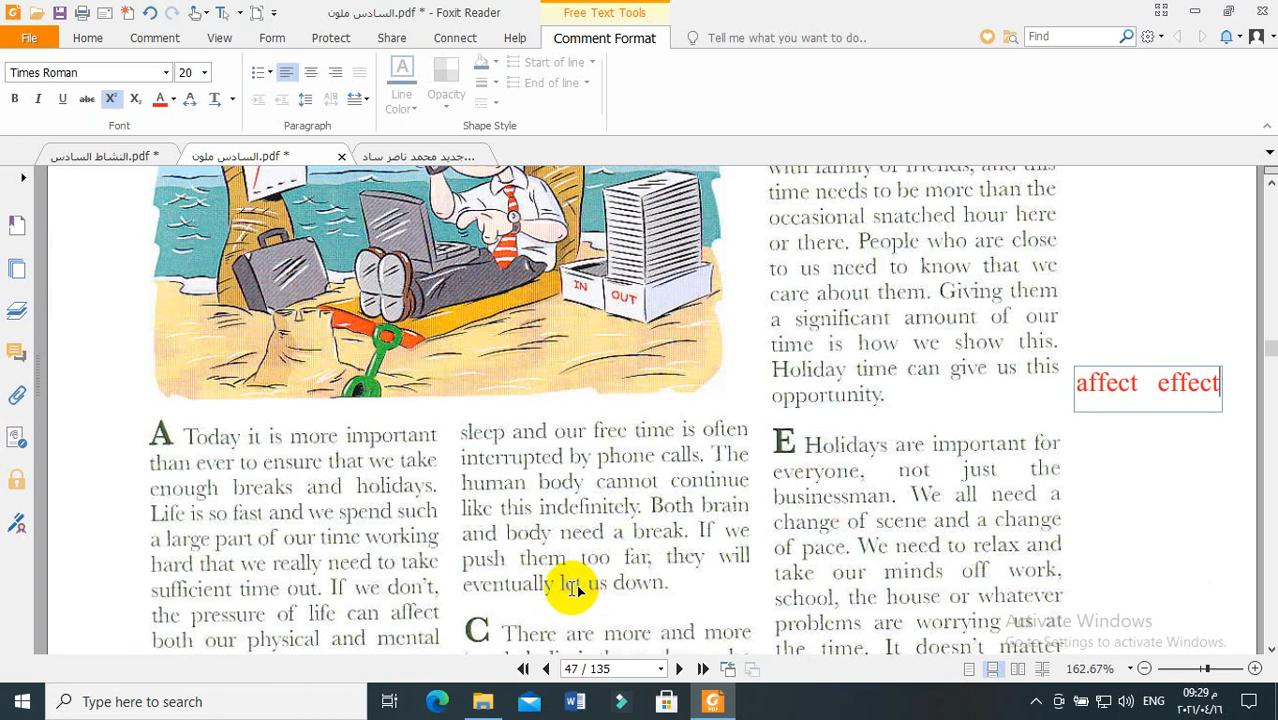 السادس ملون.pdf * - Foxit Reader
Free Text Tools
File
Home
Comment
View
Form
Protect
Share
Connect
Help
Comment Format
Tell me what you want to do..
Find
Times Roman
20
Start of line
End of line
Line
Color
Opacity
Font
Paragraph
Shape Style
النشاط السادس.pdf *
السادس ملون.pdf *
جديد محمد ناصر ساد...
IN
OUT
A Today it is more important
than ever to ensure that we take
enough breaks and holidays.
Life is so fast and we spend such
a large part of our time working
hard that we really need to take
sufficient time out. If we don't,
the pressure of life can affect
both our physical and mental
sleep and our free time is often
interrupted by phone calls. The
human body cannot continue
like this indefinitely. Both brain
and body need a break. If we
push them too far, they will
eventually let us down.
C There are more and more
with family or friends, and this
time needs to be more than the
occasional snatched hour here
or there. People who are close
to us need to know that we
care about them. Giving them
a significant amount of our
time is how we show this.
Holiday time can give us this
opportunity.
E Holidays are important for
everyone, not just the
businessman. We all need a
change of scene and a change
of pace. We need to relax and
take our minds off work,
school, the house or whatever
problems are worrying us at
the time. It doesn't matter
affect effect
Activate Windows
Go to Settings to activate Windows.
47 / 135
162.67%
Type here to search
ENG
09:29 م
٢٠٢١/٠٤/١٦